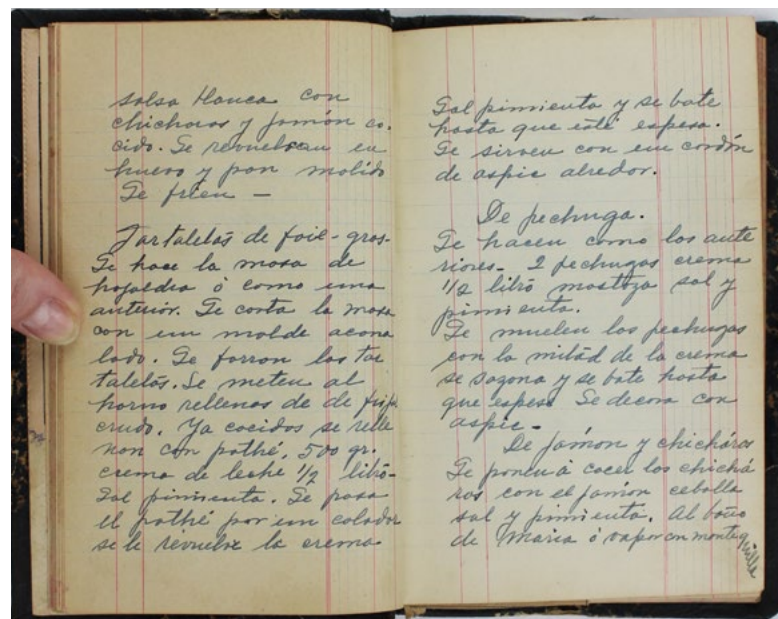 salsa blanca con
chicharos y jamón co-
cido. Se revuelcan en
huevo y pan molido
Se frien —
Tartaletas de foie-gras-
Se hace la masa de
hojaldra ó como una
anterior. Se corta la masa
con un molde acana
lado. Se forran las tar
taletas. Se meten al
horno rellenas de de frijol
crudo. Ya cocidos se relle
nan con pathé, 500 gr.
crema de leche 1/2 litro-
Sal pimienta. Se pasa
el pathé por un colador
se le revuelve la crema
Sal pimienta y se bate
hasta que esté espesa.
Se sirven con un cordón
de aspic alredor.
De pechuga.
Se hacen como los ante
riores- 2 pechugas crema
1/2 litro mostaza sal y
pimienta.
Se muelen las pechugas
con la mitád de la crema
se sazona y se bate hasta
que espese Se decora con
aspic-
De jámon y chicháros
Se ponen á cocer los chichá
ros con el jamón cebolla
sal y pimienta. Al baño
de Maria ó vapor con mantequilla